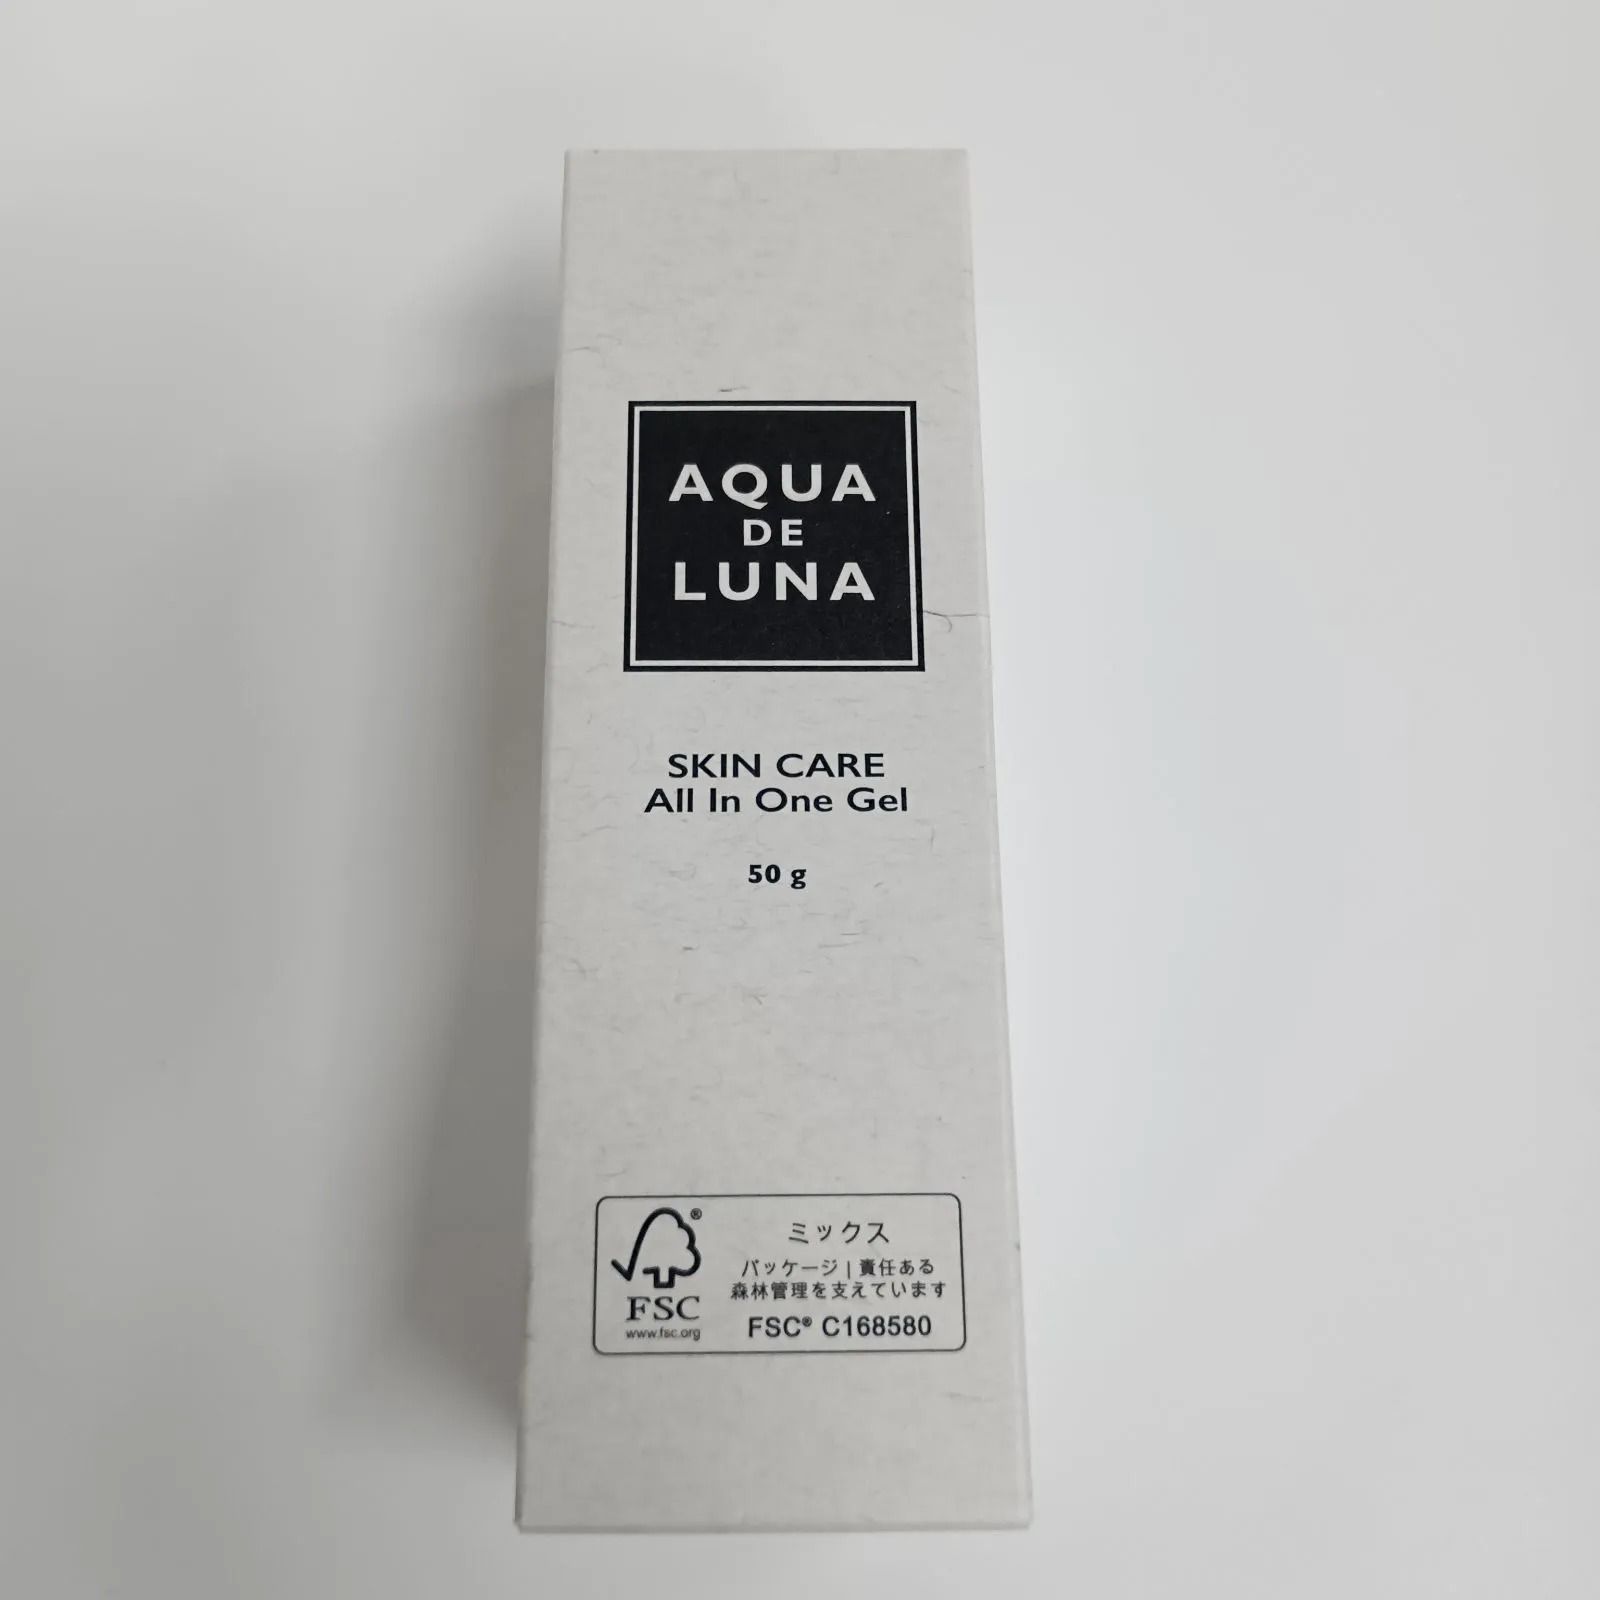 AQUA
DE
LUNA
SKIN CARE
All In One Gel
50 g
®
FSC
www.fsc.org
ミックス
パッケージ | 責任ある
森林管理を支えています
FSC® C168580